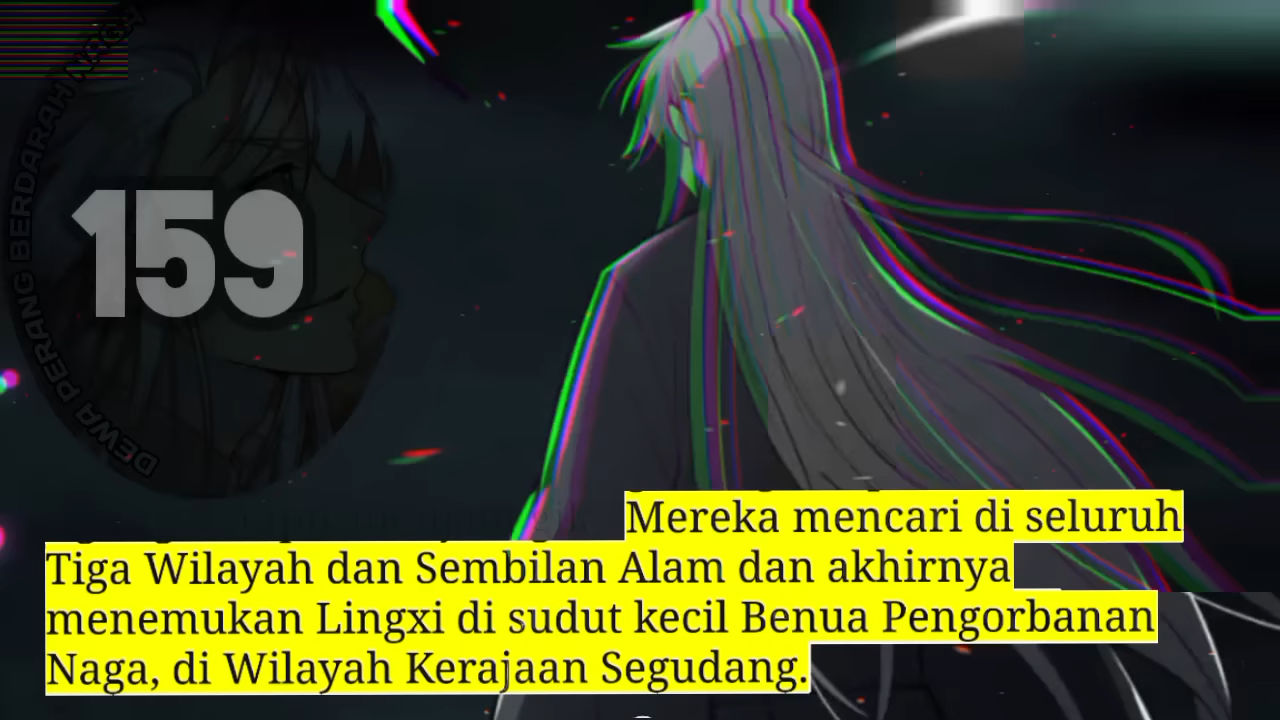 DEWA PERANG BERDARAH NAGA
159
Mereka mencari di seluruh
Tiga Wilayah dan Sembilan Alam dan akhirnya
menemukan Lingxi di sudut kecil Benua Pengorbanan
Naga, di Wilayah Kerajaan Segudang.